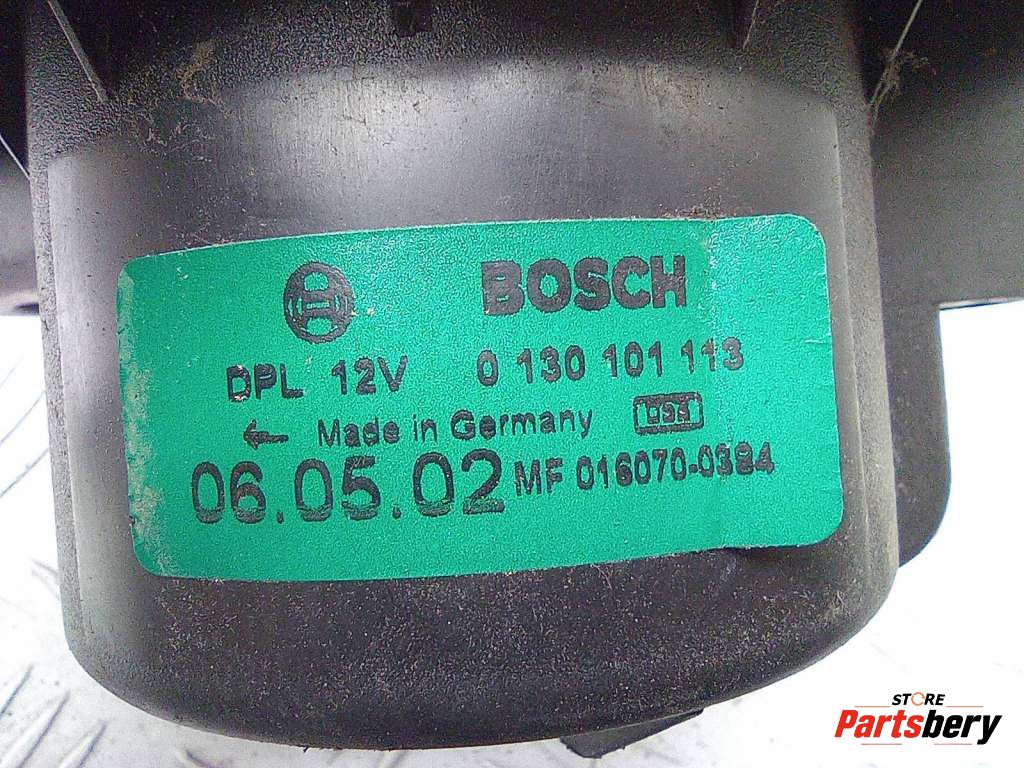 BOSCH
DPL 12V 0 130 101 113
← Made in Germany
06.05.02 MF 016070-0384
STORE
Partsbery